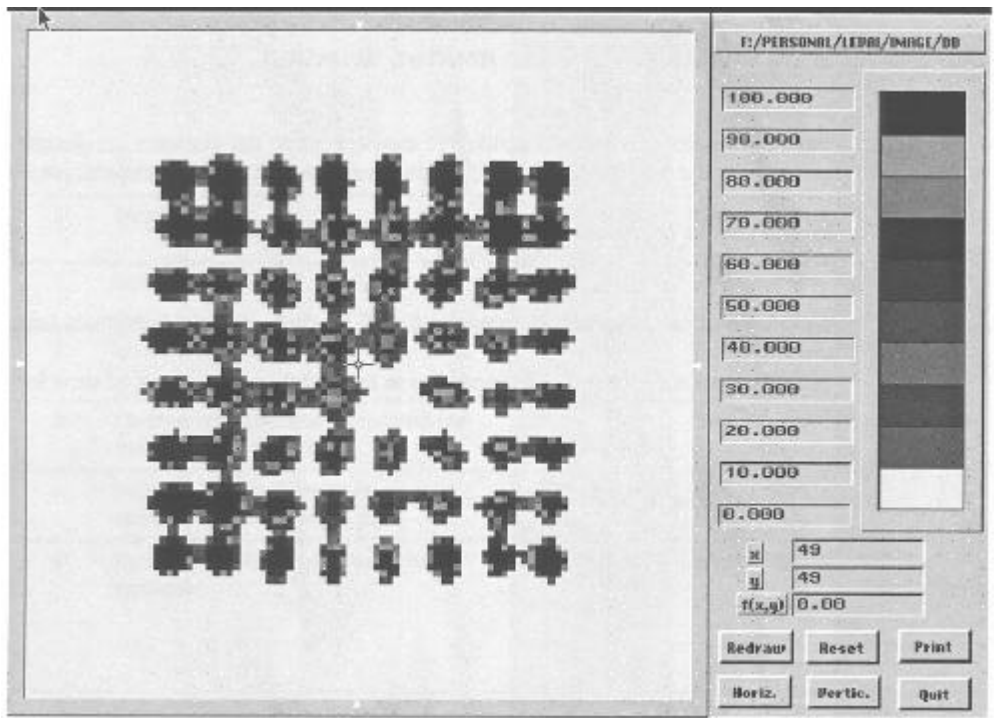 F:/PERSONAL/LEBAL/IMAGE/DD
100.000
90.000
80.000
70.000
60.000
50.000
40.000
30.000
20.000
10.000
0.000
x 49
y 49
f(x,y) 0.00
Redraw Reset Print
Horiz. Vertic. Quit